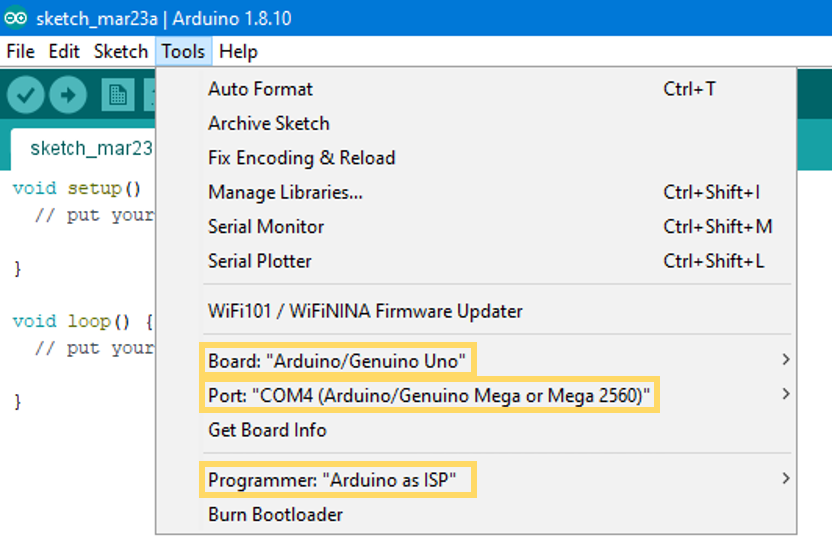 sketch_mar23a | Arduino 1.8.10
File Edit Sketch Tools Help
Auto Format Ctrl+T
Archive Sketch
sketch_mar23
Fix Encoding & Reload
void setup()
Manage Libraries... Ctrl+Shift+I
// put your
Serial Monitor Ctrl+Shift+M
}
Serial Plotter Ctrl+Shift+L
WiFi101 / WiFiNINA Firmware Updater
void loop() {
// put your
Board: "Arduino/Genuino Uno"
Port: "COM4 (Arduino/Genuino Mega or Mega 2560)"
}
Get Board Info
Programmer: "Arduino as ISP"
Burn Bootloader